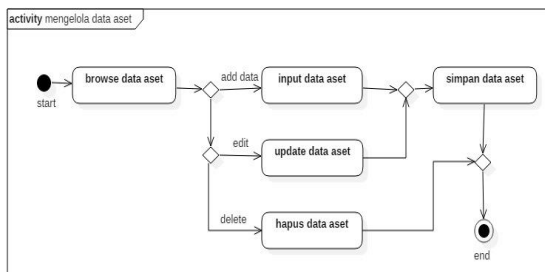 activity mengelola data aset
browse data aset
add data
input data aset
simpan data aset
start
edit
update data aset
delete
hapus data aset
end